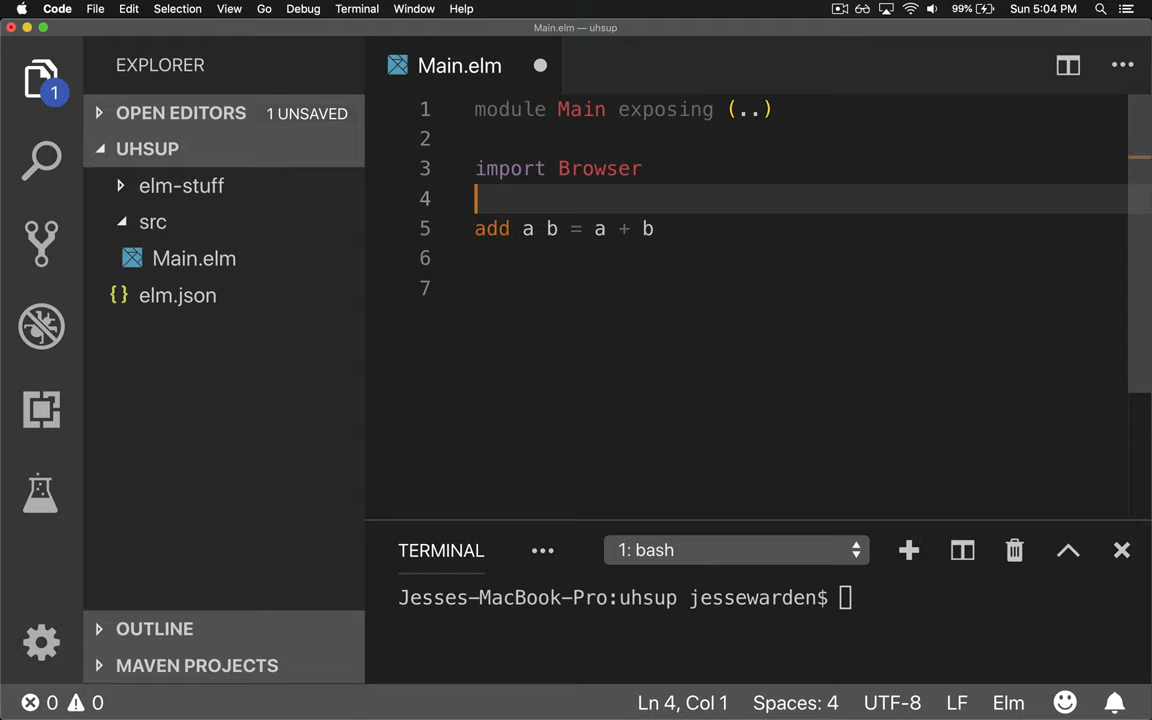 Code File Edit Selection View Go Debug Terminal Window Help 99% Sun 5:04 PM
Main.elm — uhsup
EXPLORER
1
OPEN EDITORS 1 UNSAVED
UHSUP
elm-stuff
src
Main.elm
{} elm.json
OUTLINE
MAVEN PROJECTS
Main.elm
1 module Main exposing (..)
2
3 import Browser
4
5 add a b = a + b
6
7
TERMINAL
1: bash
Jesses-MacBook-Pro:uhsup jessewarden$
0 0 Ln 4, Col 1 Spaces: 4 UTF-8 LF Elm